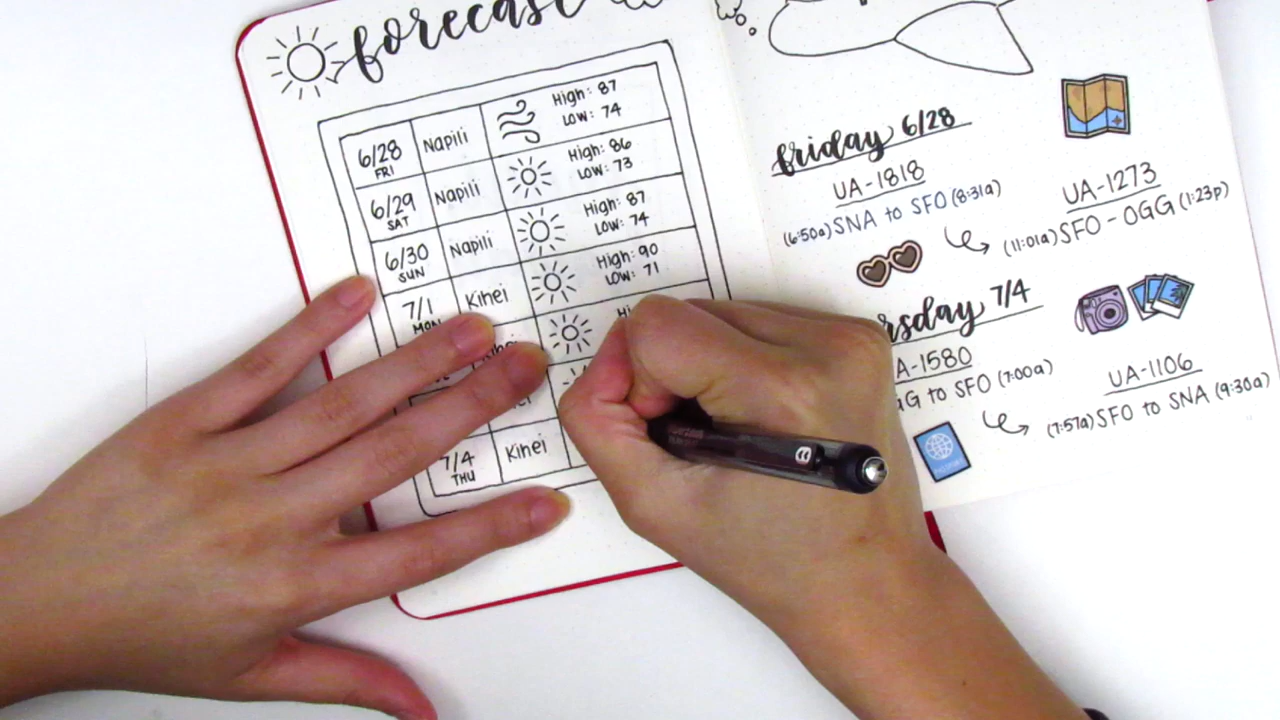 forecast
6/28
FRI
Napili
High: 87
Low: 74
6/29
SAT
Napili
High: 86
Low: 73
6/30
SUN
Napili
High: 87
Low: 74
7/1
MON
Kihei
High: 90
Low: 71
Hi
7/4
THU
Kihei
friday 6/28
UA-1818
(6:50a) SNA to SFO (8:31a)
UA-1273
(11:01a) SFO - OGG (1:23p)
rsday 7/4
A-1580
GG to SFO (7:00a)
UA-1106
(7:57a) SFO to SNA (9:30a)